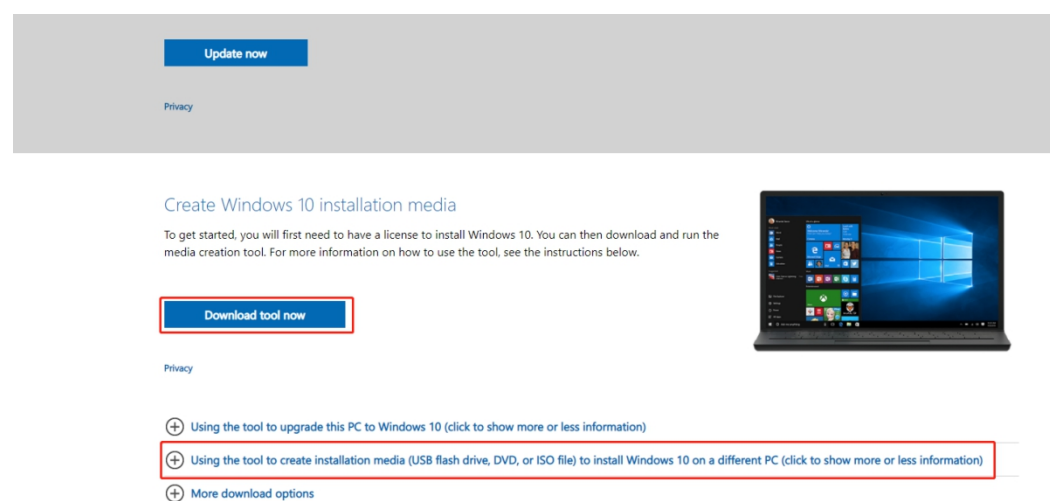 Update now
Privacy
Create Windows 10 installation media
To get started, you will first need to have a license to install Windows 10. You can then download and run the
media creation tool. For more information on how to use the tool, see the instructions below.
Download tool now
Privacy
Using the tool to upgrade this PC to Windows 10 (click to show more or less information)
Using the tool to create installation media (USB flash drive, DVD, or ISO file) to install Windows 10 on a different PC (click to show more or less information)
More download options